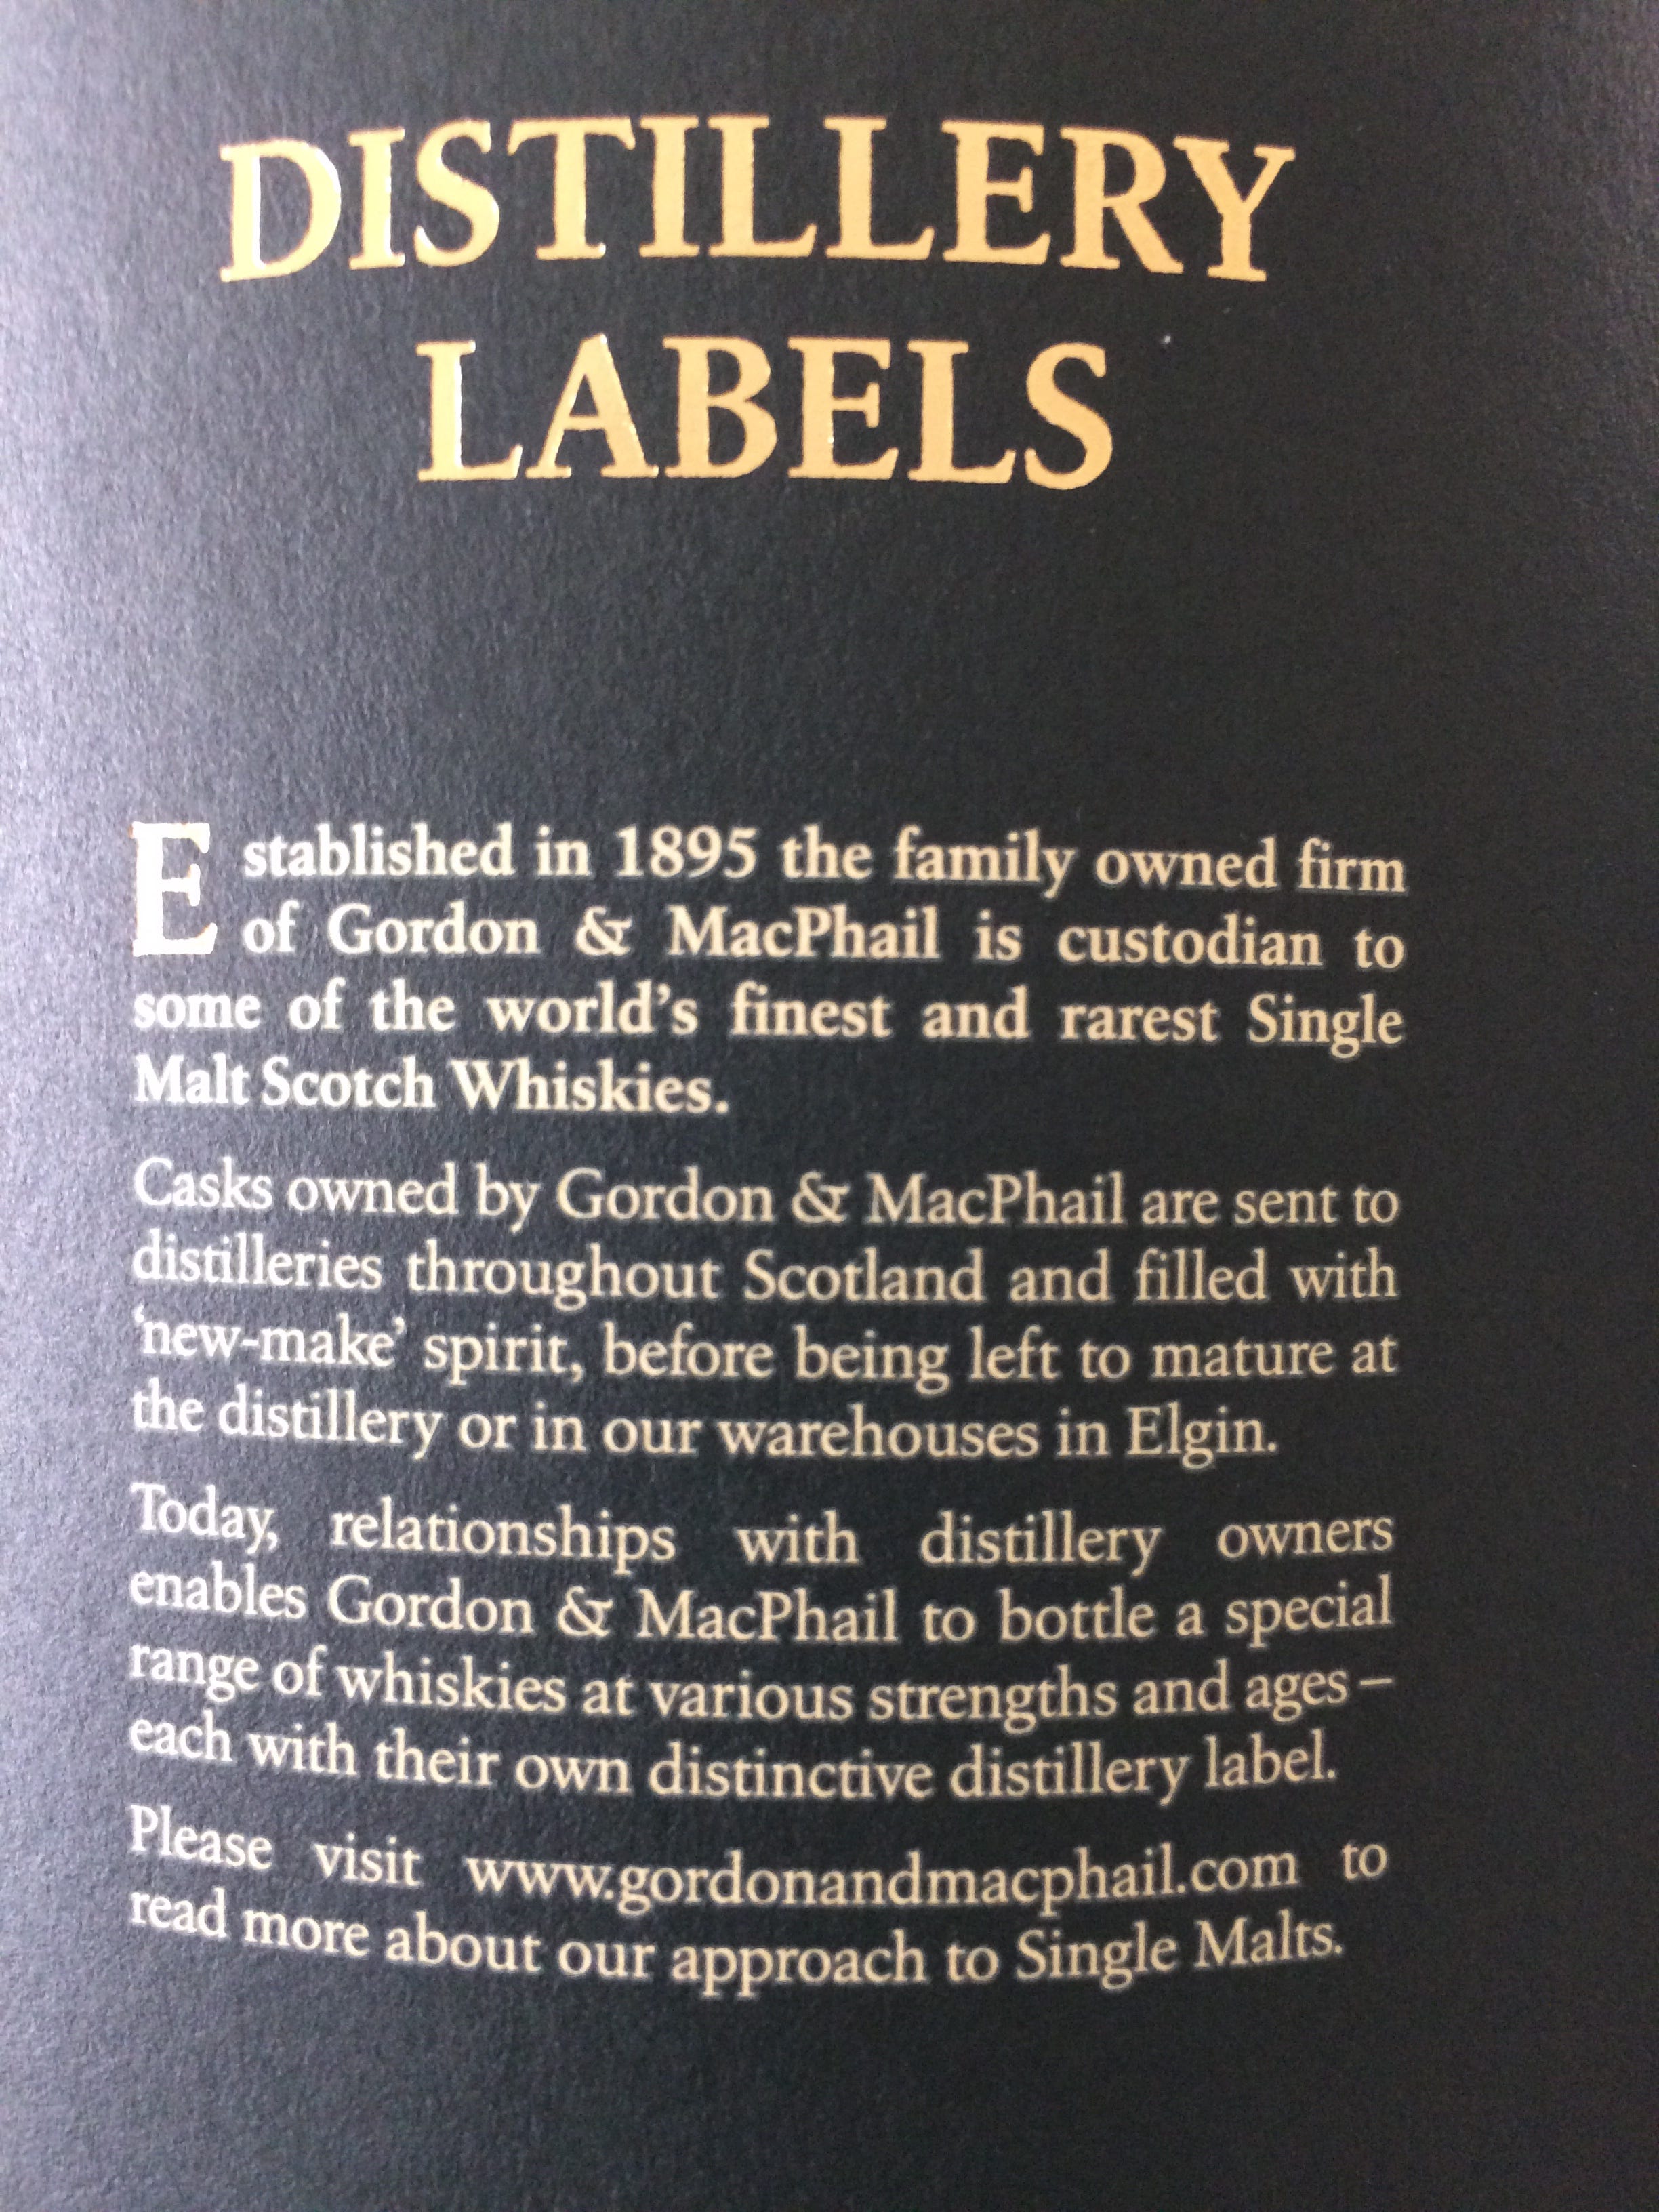 DISTILLERY
LABELS
Established in 1895 the family owned firm
of Gordon & MacPhail is custodian to
some of the world's finest and rarest Single
Malt Scotch Whiskies.
Casks owned by Gordon & MacPhail are sent to
distilleries throughout Scotland and filled with
‘new-make’ spirit, before being left to mature at
the distillery or in our warehouses in Elgin.
Today, relationships with distillery owners
enables Gordon & MacPhail to bottle a special
range of whiskies at various strengths and ages –
each with their own distinctive distillery label.
Please visit www.gordonandmacphail.com to
read more about our approach to Single Malts.